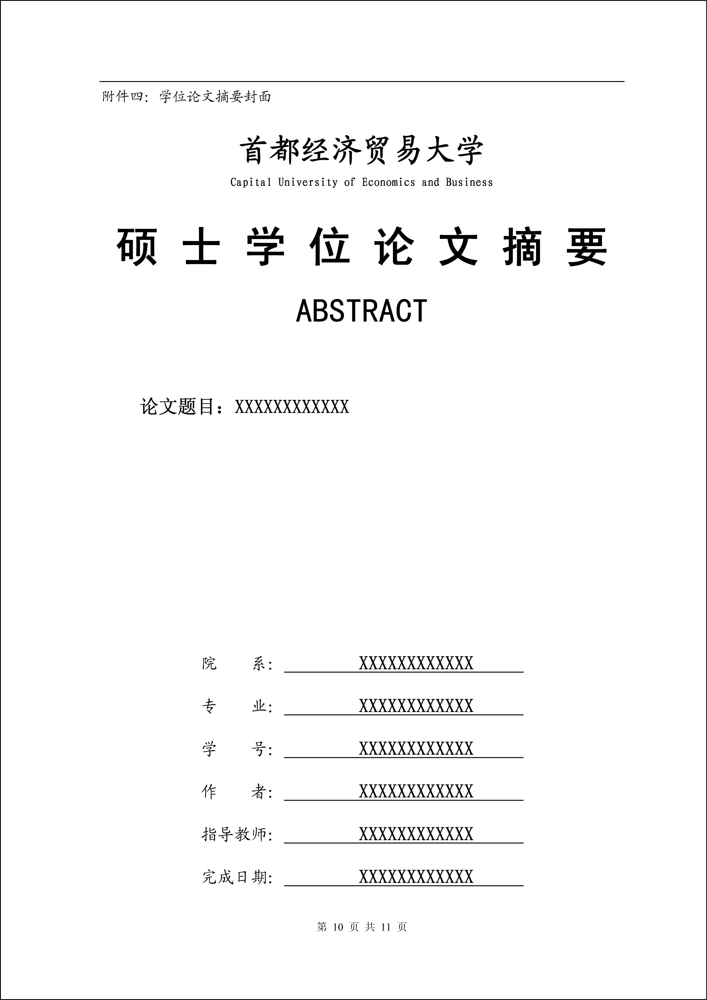 附件四：学位论文摘要封面
首都经济贸易大学
Capital University of Economics and Business
硕士学位论文摘要
ABSTRACT
论文题目：XXXXXXXXXXXX
院 系： XXXXXXXXXXXX
专 业： XXXXXXXXXXXX
学 号： XXXXXXXXXXXX
作 者： XXXXXXXXXXXX
指导教师： XXXXXXXXXXXX
完成日期： XXXXXXXXXXXX
第 10 页 共 11 页